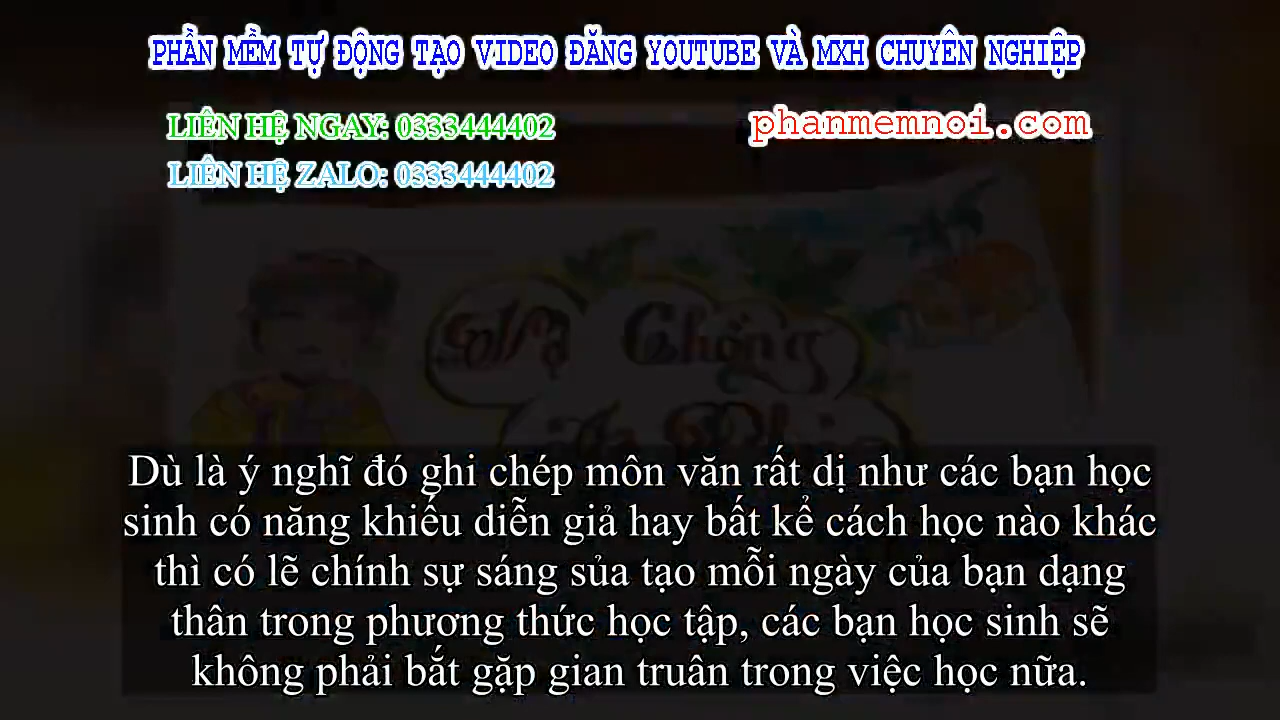 PHẦN MỀM TỰ ĐỘNG TẠO VIDEO ĐĂNG YOUTUBE VÀ MXH CHUYÊN NGHIỆP
LIÊN HỆ NGAY: 0333444402
phanmemnoi.com
LIÊN HỆ ZALO: 0333444402
Vợ Chồng
Dù là ý nghĩ đó ghi chép môn văn rất dị như các bạn học
sinh có năng khiếu diễn giả hay bất kể cách học nào khác
thì có lẽ chính sự sáng sủa tạo mỗi ngày của bạn dạng
thân trong phương thức học tập, các bạn học sinh sẽ
không phải bắt gặp gian truân trong việc học nữa.